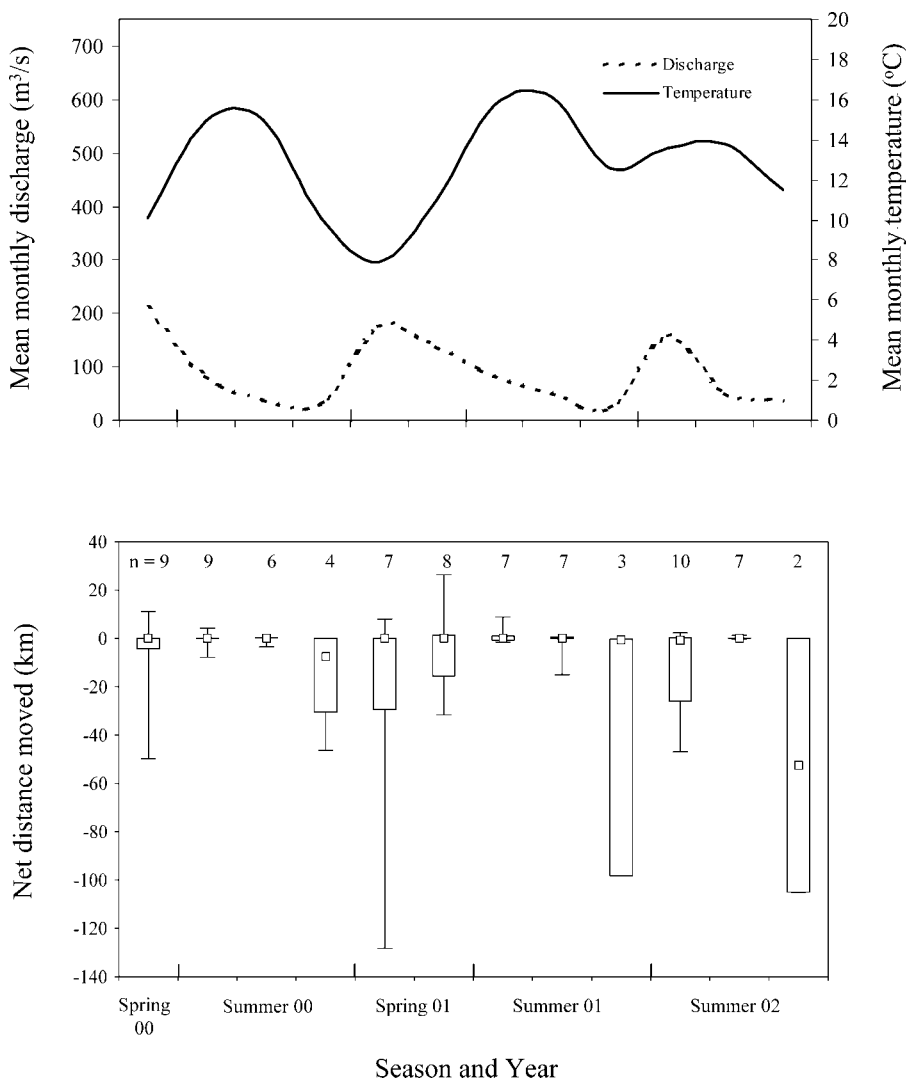 Mean monthly discharge (m³/s)
700
600
500
400
300
200
100
0
Discharge
Temperature
20
18
16
14
12
10
8
6
4
2
0
Mean monthly temperature (°C)
Net distance moved (km)
40
20
0
-20
-40
-60
-80
-100
-120
-140
n = 9 9 6 4 7 8 7 7 3 10 7 2
Spring 00
Summer 00
Spring 01
Summer 01
Summer 02
Season and Year